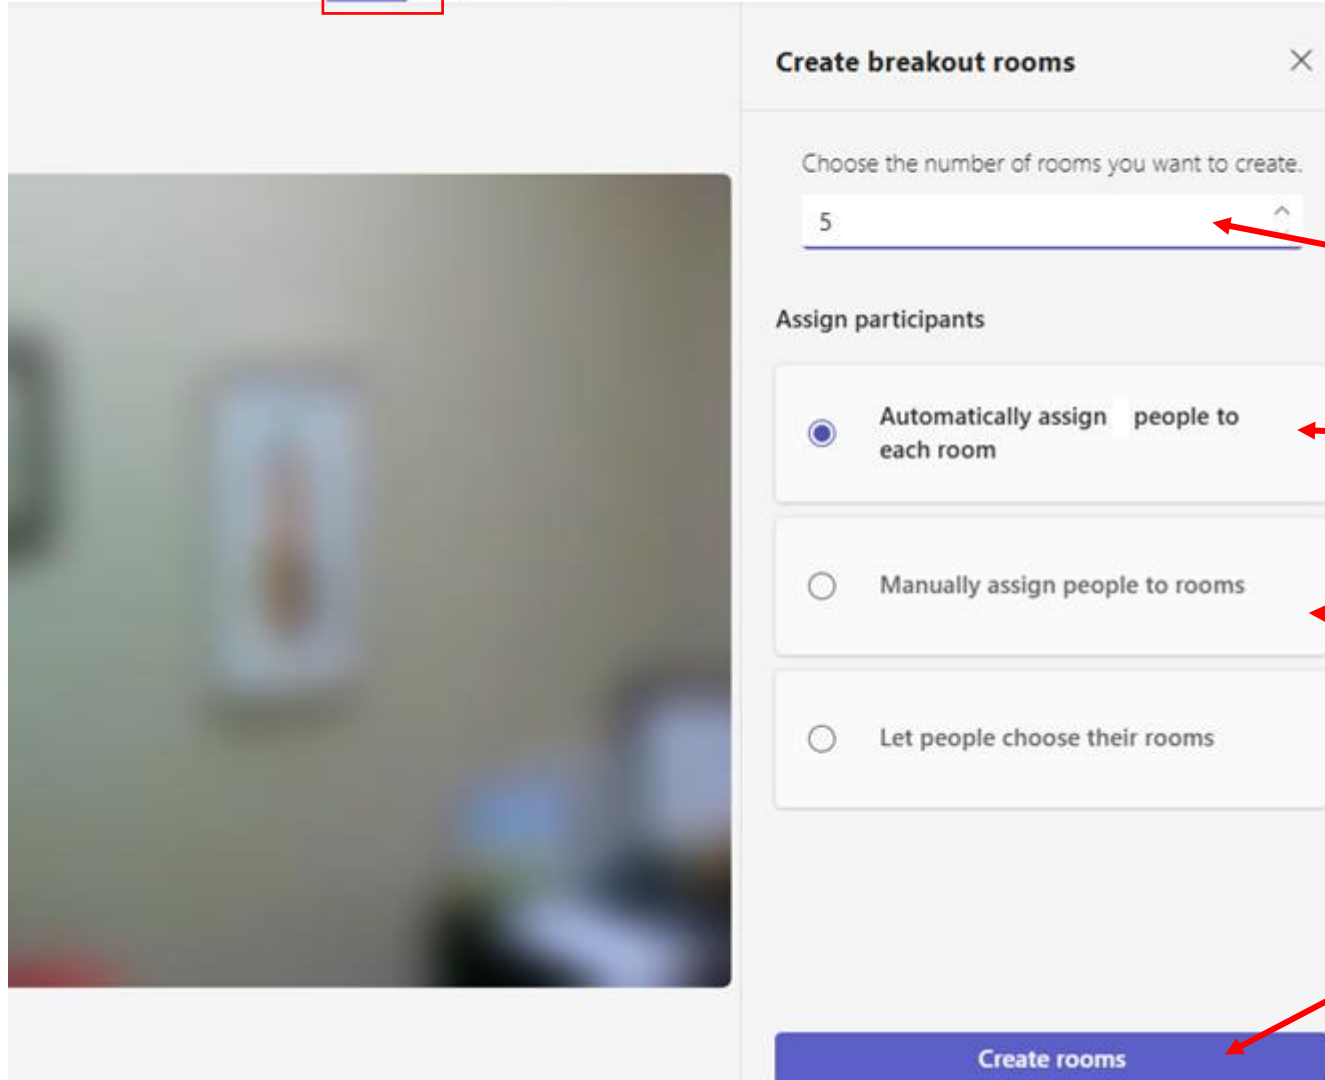 Create breakout rooms
Choose the number of rooms you want to create.
5
Assign participants
Automatically assign people to
each room
Manually assign people to rooms
Let people choose their rooms
Create rooms